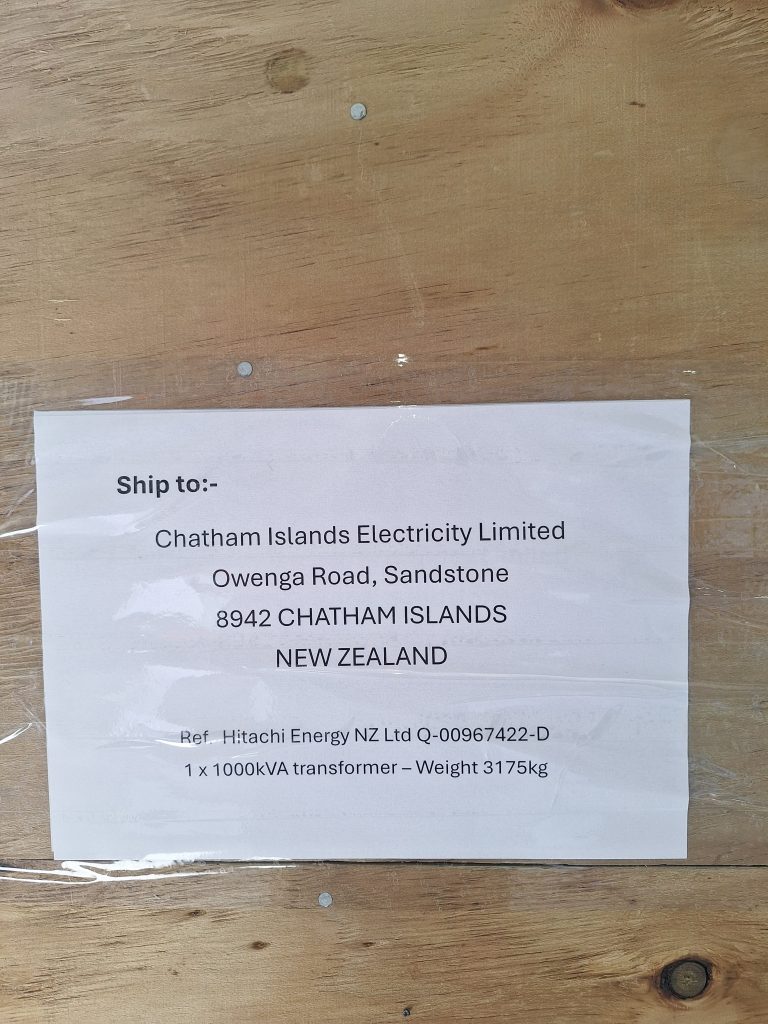 Ship to:-
Chatham Islands Electricity Limited
Owenga Road, Sandstone
8942 CHATHAM ISLANDS
NEW ZEALAND
Ref. Hitachi Energy NZ Ltd Q-00967422-D
1 x 1000kVA transformer – Weight 3175kg